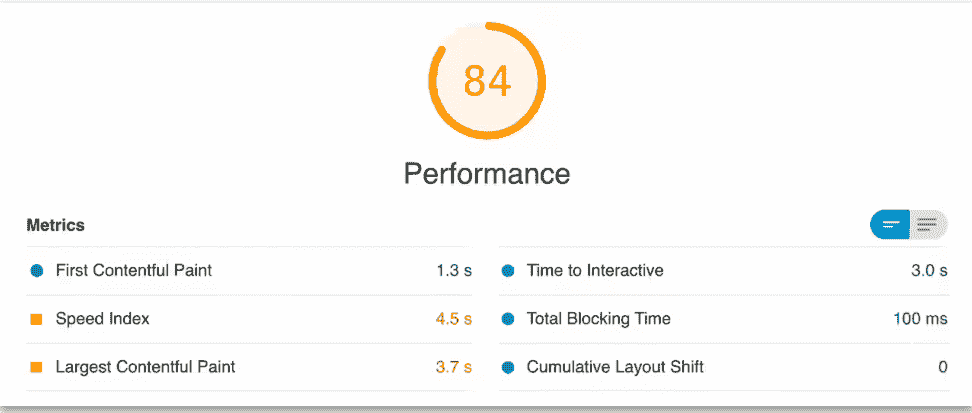 84
Performance
Metrics
First Contentful Paint 1.3 s
Speed Index 4.5 s
Largest Contentful Paint 3.7 s
Time to Interactive 3.0 s
Total Blocking Time 100 ms
Cumulative Layout Shift 0